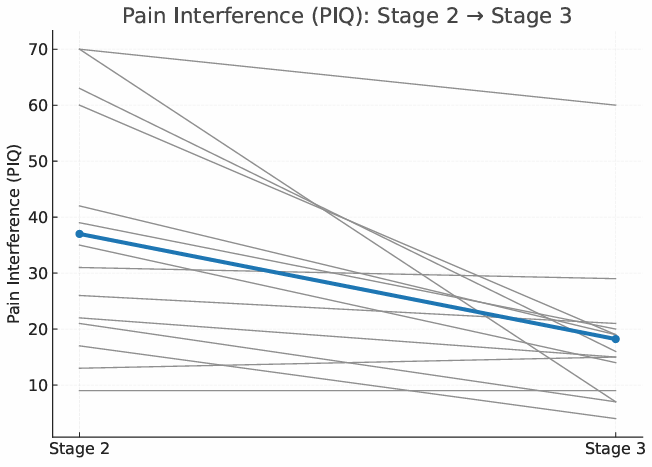 Pain Interference (PIQ): Stage 2 → Stage 3
Pain Interference (PIQ)
70
60
50
40
30
20
10
Stage 2
Stage 3